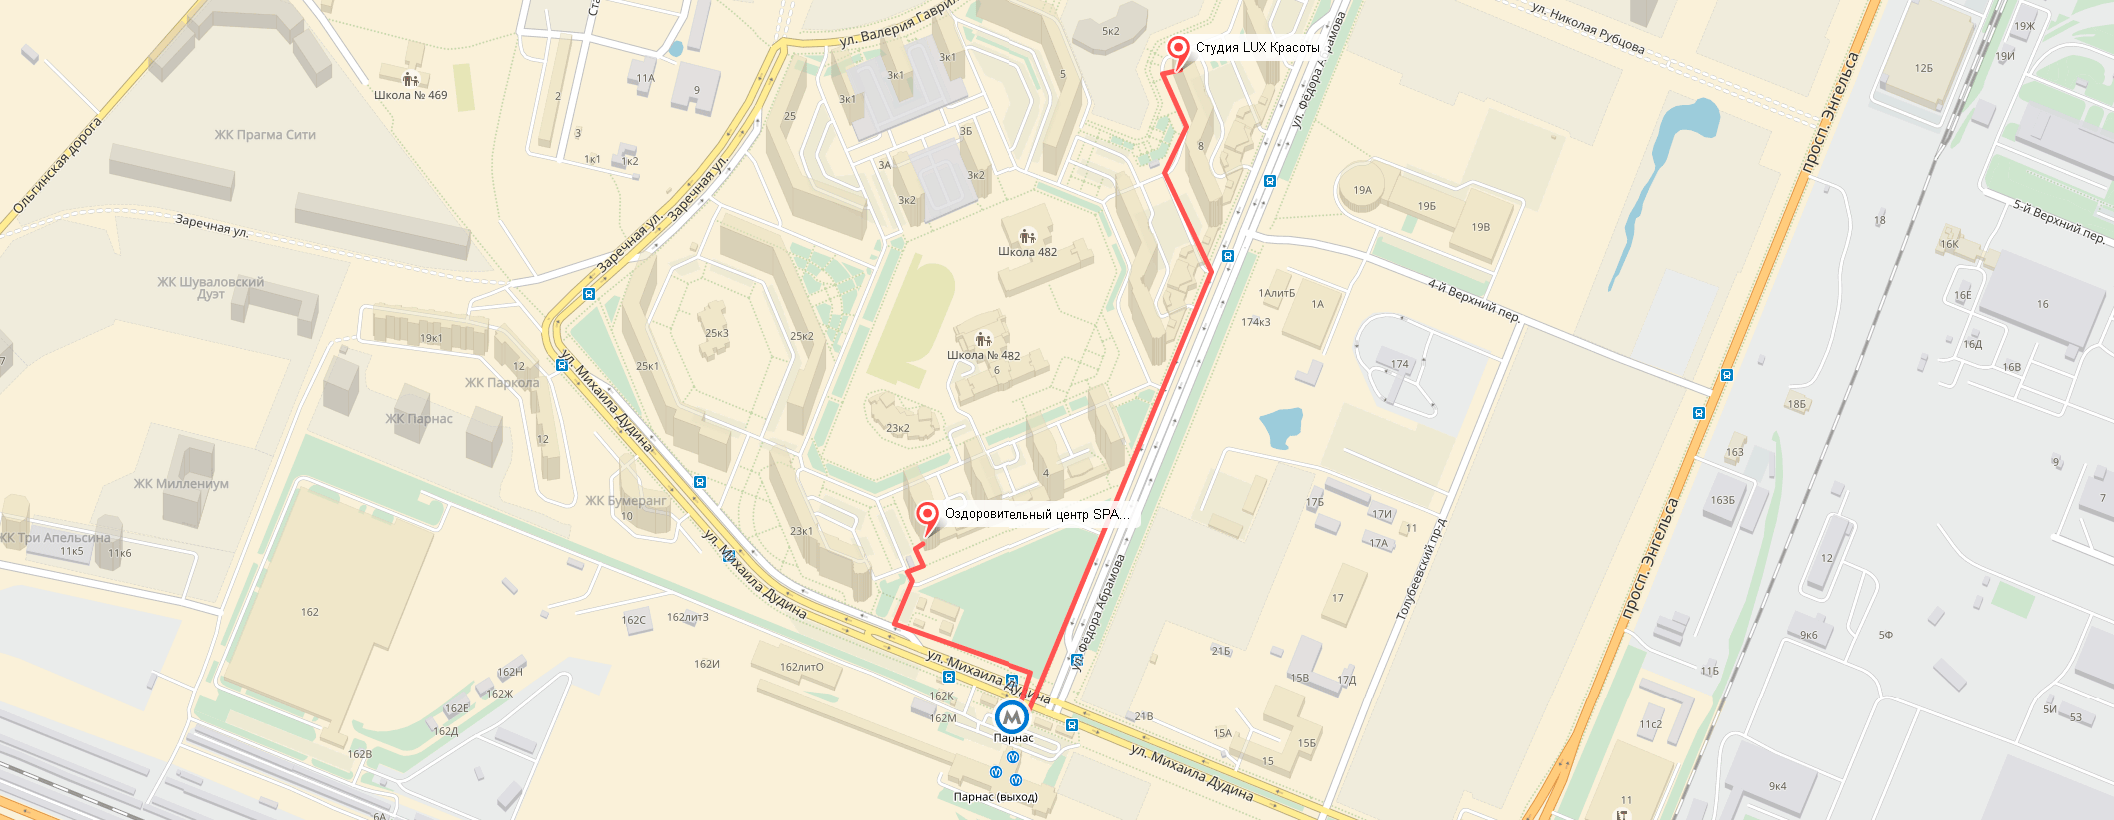 ул. Валерия Гаврил
Ста
5к2
Студия LUX Красоты
ул. Фёдора А
рамова
ул. Николая Рубцова
просп. Энгельса
12Б
19Ж
19И
Школа № 469
11А
9
2
3
1к1
1к2
3к1
3к1
3к1
5
25
3Б
3А
3к2
3к2
8
ЖК Прагма Сити
Ольгинская дорога
Заречная ул.
Заречная ул.
Заречная ул.
19А
19Б
19В
18
5-й Верхний пер.
16К
16Е
16
16Д
16В
Школа 482
ЖК Шуваловский
Дуэт
4-й Верхний пер.
1АлитБ
1А
174к3
174
25к3
25к2
25к1
Школа № 482
6
19к1
12
ЖК Паркола
12
ЖК Парнас
7
ул. Михаила Дудина
23к2
4
18Б
163
163Б
9
7
ЖК Миллениум
ЖК Бумеранг
10
Оздоровительный центр SPA...
23к1
17Б
17И
11
17А
12
ЖК Три Апельсина
11к5
11к6
ул. Михаила Дудина
ул. Фёдора Абрамова
Толубеевский пр-д
просп. Энгельса
17
162
162С
162лит3
162И
162литО
162Н
162Ж
162Е
162Д
162В
162К
162М
ул. Михаила Дудина
21Б
15В
17Д
21В
15А
15Б
15
9к6
5Ф
5И
53
11с2
9к4
11
Парнас
Парнас (выход)
ул. Михаила Дудина
6А